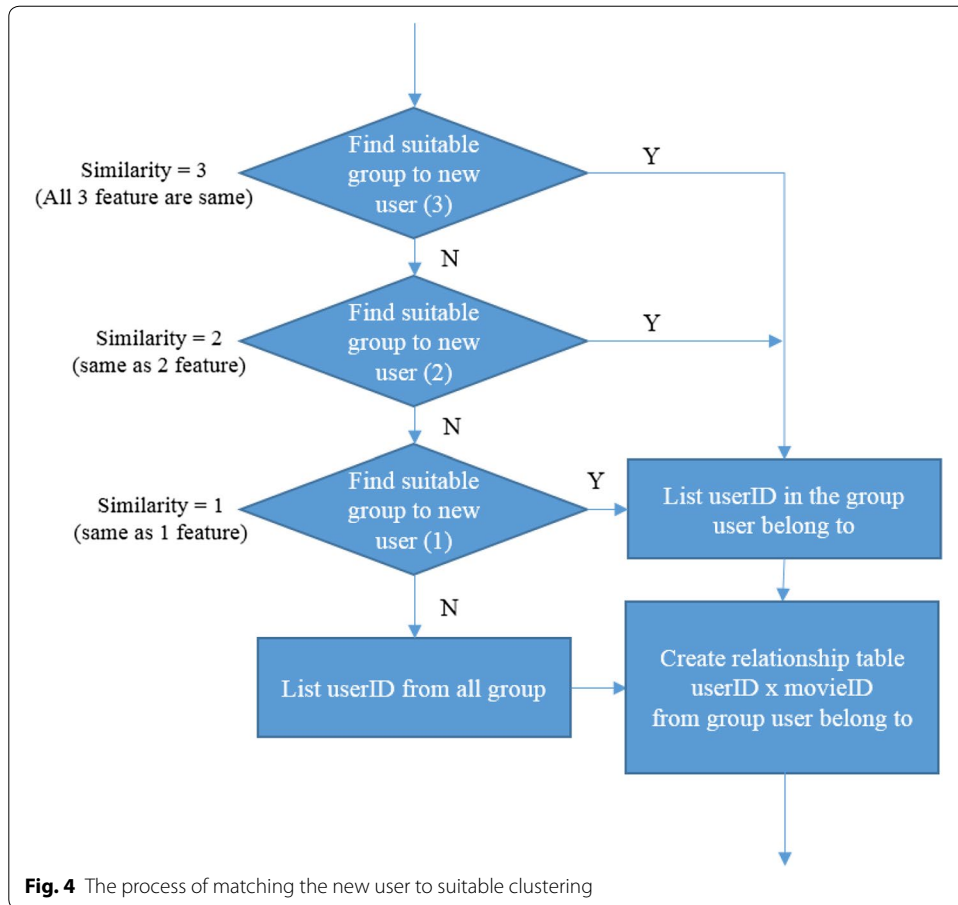 Find suitable
group to new
user (3)
Similarity = 3
(All 3 feature are same)
Y
N
Find suitable
group to new
user (2)
Similarity = 2
(same as 2 feature)
Y
N
Find suitable
group to new
user (1)
Similarity = 1
(same as 1 feature)
Y
List userID in the group
user belong to
N
List userID from all group
Create relationship table
userID x movieID
from group user belong to
Fig. 4 The process of matching the new user to suitable clustering